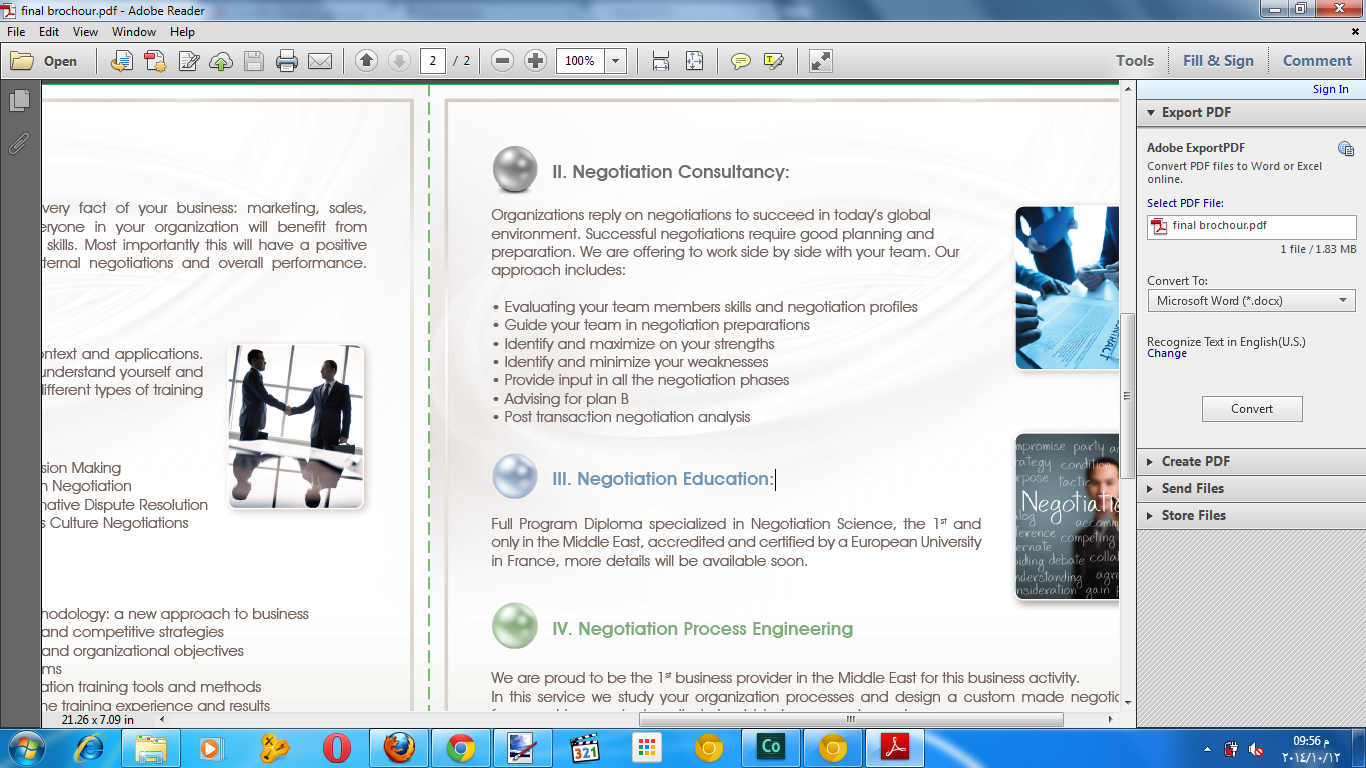 final brochour.pdf - Adobe Reader
File Edit View Window Help
Open 2 / 2 100% Tools Fill & Sign Comment
Sign In
Export PDF
Adobe ExportPDF
Convert PDF files to Word or Excel
online.
Select PDF File:
final brochour.pdf
1 file / 1.83 MB
Convert To:
Microsoft Word (*.docx)
Recognize Text in English(U.S.)
Change
Convert
Create PDF
Send Files
Store Files
very fact of your business: marketing, sales,
eryone in your organization will benefit from
skills. Most importantly this will have a positive
ternal negotiations and overall performance.
ntext and applications.
understand yourself and
different types of training
sion Making
n Negotiation
native Dispute Resolution
s Culture Negotiations
hodology: a new approach to business
and competitive strategies
and organizational objectives
ms
ation training tools and methods
he training experience and results
II. Negotiation Consultancy:
Organizations reply on negotiations to succeed in today's global
environment. Successful negotiations require good planning and
preparation. We are offering to work side by side with your team. Our
approach includes:
• Evaluating your team members skills and negotiation profiles
• Guide your team in negotiation preparations
• Identify and maximize on your strengths
• Identify and minimize your weaknesses
• Provide input in all the negotiation phases
• Advising for plan B
• Post transaction negotiation analysis
CONTRACT
III. Negotiation Education:
Full Program Diploma specialized in Negotiation Science, the 1st and
only in the Middle East, accredited and certified by a European University
in France, more details will be available soon.
mpromise party
rategy condition
rpose tactic
Negotiati
accomm
ference competing
ernate
iding debate colla
nderstanding agre
nsideration gain
IV. Negotiation Process Engineering
We are proud to be the 1st business provider in the Middle East for this business activity.
In this service we study your organization processes and design a custom made negotic
21.26 x 7.09 in
321
Co
09:56 م
٢٠١٤/١٠/١٢